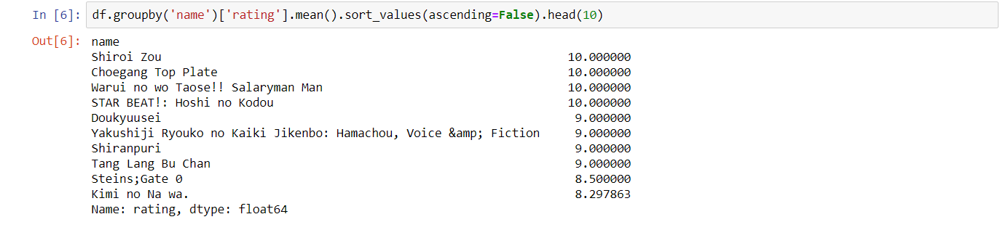 In [6]: df.groupby('name')['rating'].mean().sort_values(ascending=False).head(10)
Out[6]: name
Shiroi Zou 10.000000
Choegang Top Plate 10.000000
Warui no wo Taose!! Salaryman Man 10.000000
STAR BEAT!: Hoshi no Kodou 10.000000
Doukyuusei 9.000000
Yakushiji Ryouko no Kaiki Jikenbo: Hamachou, Voice &amp; Fiction 9.000000
Shiranpuri 9.000000
Tang Lang Bu Chan 9.000000
Steins;Gate 0 8.500000
Kimi no Na wa. 8.297863
Name: rating, dtype: float64